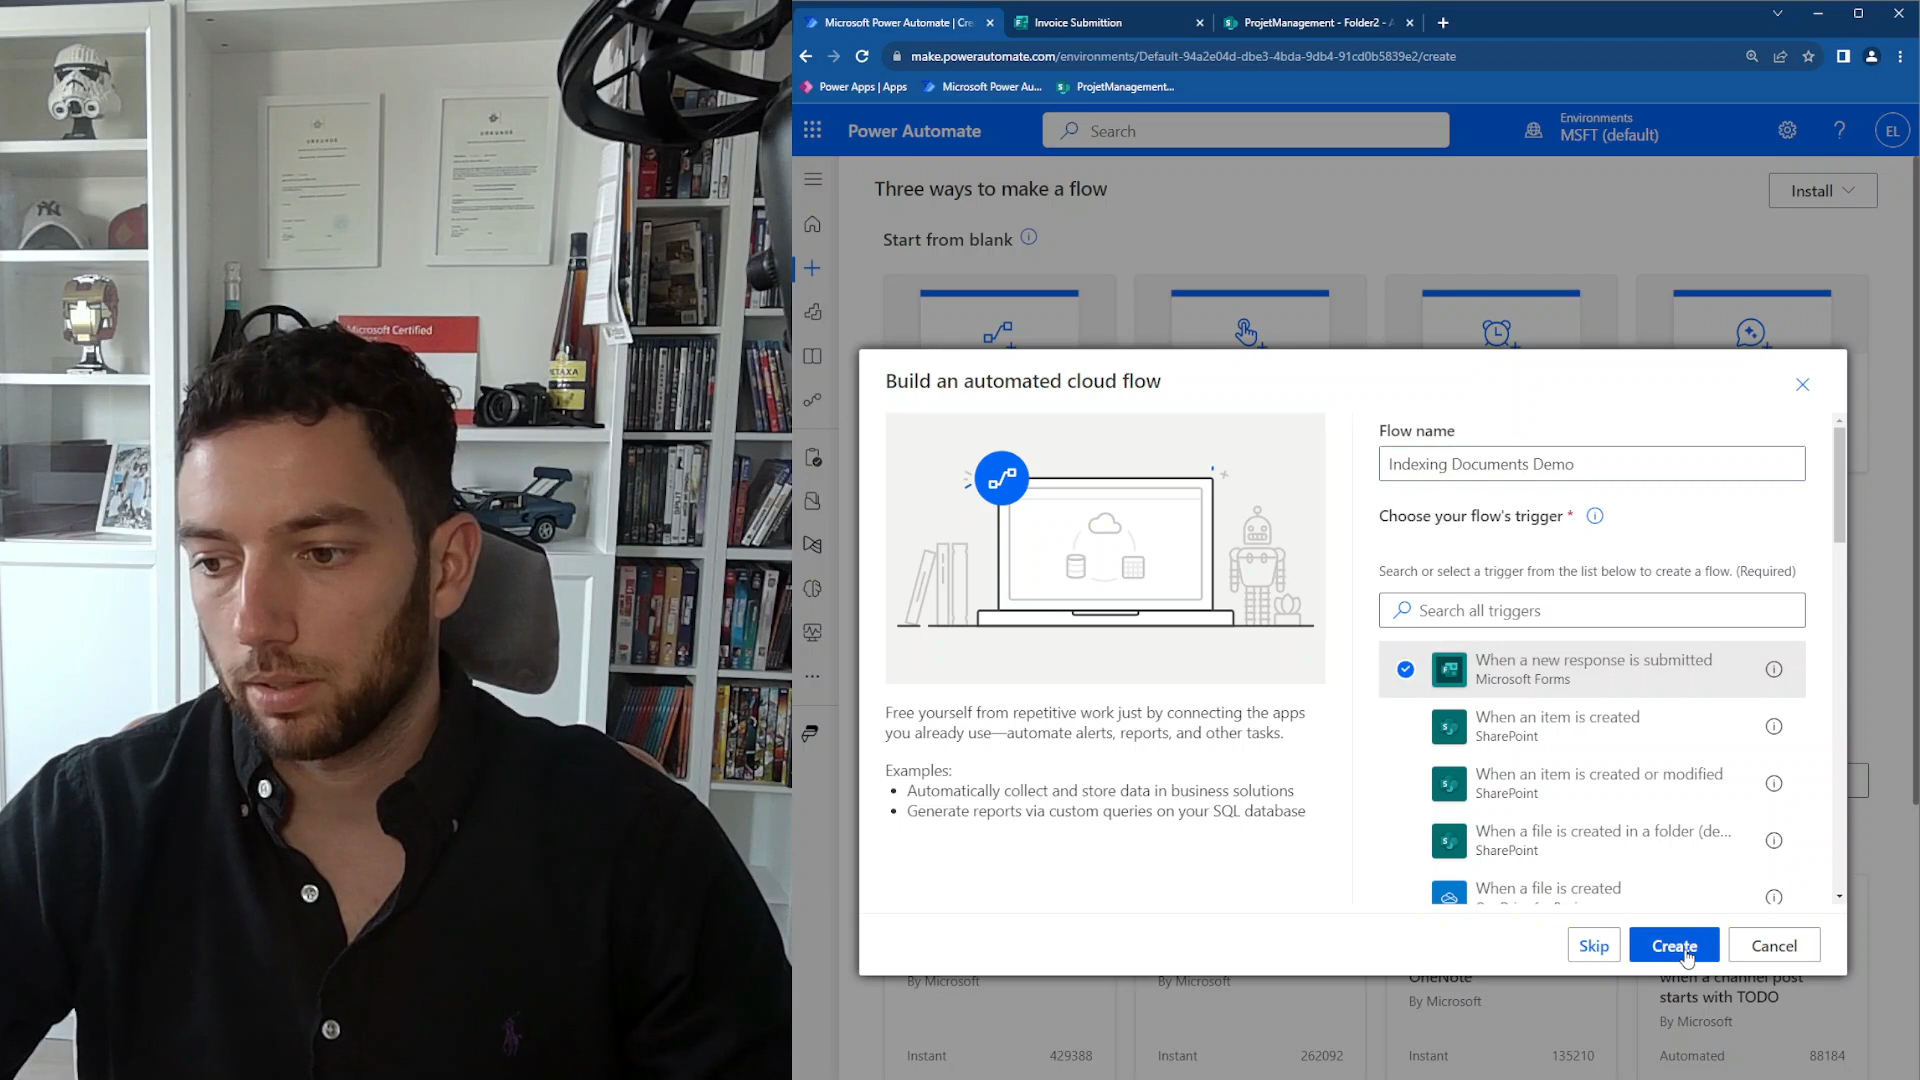 Microsoft Power Automate | Cre
Invoice Submittion
ProjetManagement - Folder2 - A
make.powerautomate.com/environments/Default-94a2e04d-dbe3-4bda-9db4-91cd0b5839e2/create
Power Apps | Apps
Microsoft Power Au...
ProjetManagement...
Power Automate
Search
Environments
MSFT (default)
EL
Three ways to make a flow
Install
Start from blank
Build an automated cloud flow
Free yourself from repetitive work just by connecting the apps
you already use—automate alerts, reports, and other tasks.
Examples:
• Automatically collect and store data in business solutions
• Generate reports via custom queries on your SQL database
Flow name
Indexing Documents Demo
Choose your flow's trigger *
Search or select a trigger from the list below to create a flow. (Required)
Search all triggers
When a new response is submitted
Microsoft Forms
When an item is created
SharePoint
When an item is created or modified
SharePoint
When a file is created in a folder (de...
SharePoint
When a file is created
Skip
Create
Cancel
By Microsoft
Instant 429388
By Microsoft
Instant 262092
OneNote
By Microsoft
Instant 135210
when a channel post
starts with TODO
By Microsoft
Automated 88184
URKUNDE
URKUNDE
Microsoft Certified
METAXA